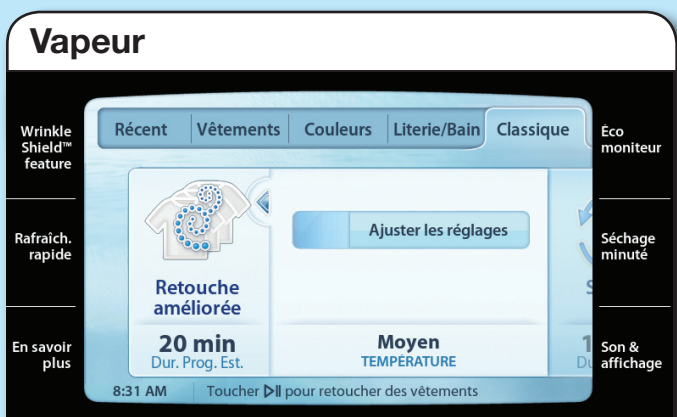 Vapeur
Récent
Vêtements
Couleurs
Literie/Bain
Classique
Wrinkle
Shield™
feature
Rafraîch.
rapide
En savoir
plus
Retouche
améliorée
20 min
Dur. Prog. Est.
Ajuster les réglages
Moyen
TEMPÉRATURE
8:31 AM Toucher ▷II pour retoucher des vêtements
Éco
moniteur
Séchage
minuté
Son &
affichage